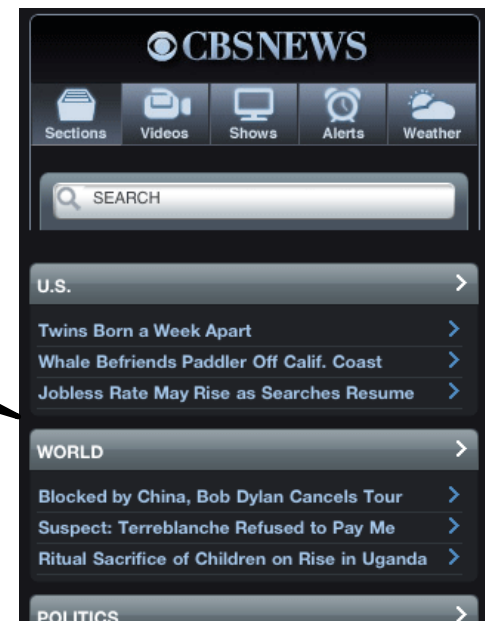 CBSNEWS
Sections Videos Shows Alerts Weather
SEARCH
U.S.
Twins Born a Week Apart
Whale Befriends Paddler Off Calif. Coast
Jobless Rate May Rise as Searches Resume
WORLD
Blocked by China, Bob Dylan Cancels Tour
Suspect: Terreblanche Refused to Pay Me
Ritual Sacrifice of Children on Rise in Uganda
POLITICS